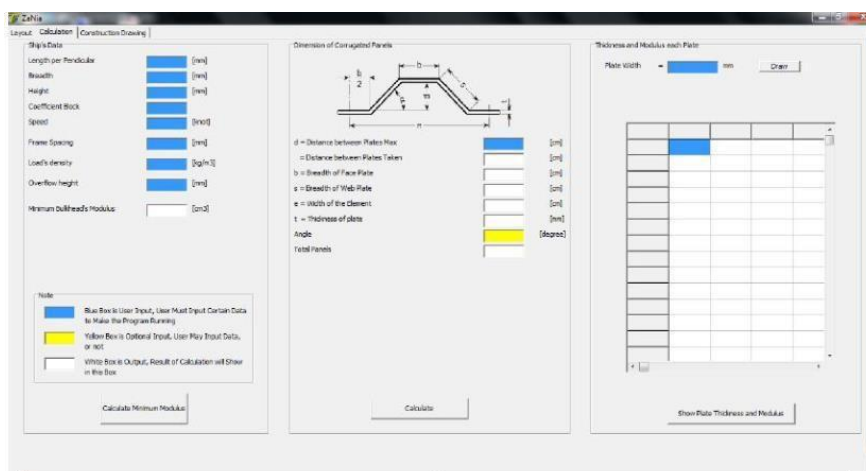 ZeNia
Layout Calculation Construction Drawing
Ship's Data
Length per Pendicular [mm]
Breadth [mm]
Height [mm]
Coefficient Block
Speed [knot]
Frame Spacing [mm]
Load's density [kg/m3]
Overflow height [mm]
Minimum Bulkhead's Modulus [cm3]
Note
Blue Box is User Input, User Must Input Certain Data
to Make the Program Running
Yellow Box is Optional Input, User May Input Data,
or not
White Box is Output, Result of Calculation will Show
in this Box
Calculate Minimum Modulus
Dimension of Corrugated Panels
b
b
2
s
d
t
e
d = Distance between Plates Max [cm]
= Distance between Plates Taken [cm]
b = Breadth of Face Plate [cm]
s = Breadth of Web Plate [cm]
e = Width of the Element [cm]
t = Thickness of plate [mm]
Angle [degree]
Total Panels
Calculate
Thickness and Modulus each Plate
Plate Width = mm Draw
Show Plate Thickness and Modulus